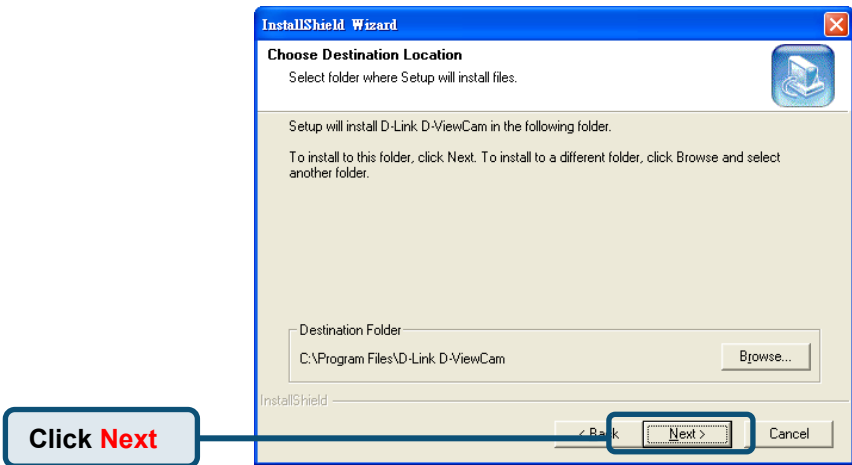 InstallShield Wizard
Choose Destination Location
Select folder where Setup will install files.
Setup will install D-Link D-ViewCam in the following folder.
To install to this folder, click Next. To install to a different folder, click Browse and select
another folder.
Destination Folder
C:\Program Files\D-Link D-ViewCam
Browse...
InstallShield
Click Next
< Back
Next >
Cancel